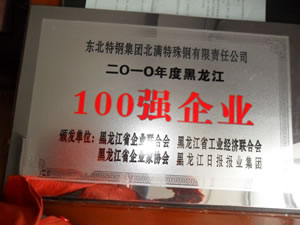 东北特钢集团北满特殊钢有限责任公司
二〇一〇年度黑龙江
100强企业
颁发单位：黑龙江省企业联合会 黑龙江省工业经济联合会
黑龙江省企业家协会 黑龙江日报报业集团